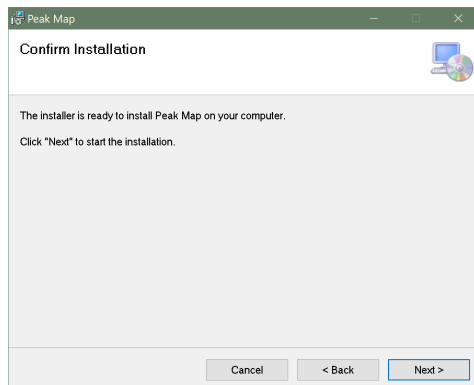 Peak Map
Confirm Installation
The installer is ready to install Peak Map on your computer.
Click "Next" to start the installation.
Cancel
< Back
Next >